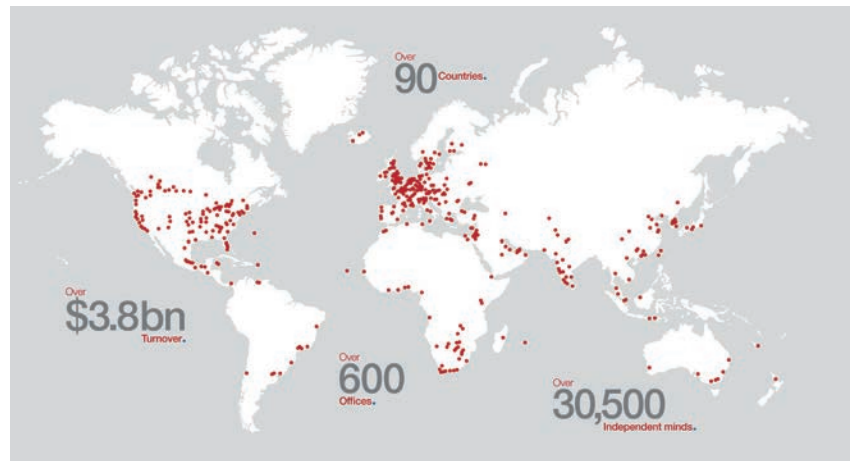 Over
90 Countries.
Over
$3.8bn
Turnover.
Over
600
Offices.
Over
30,500
Independent minds.